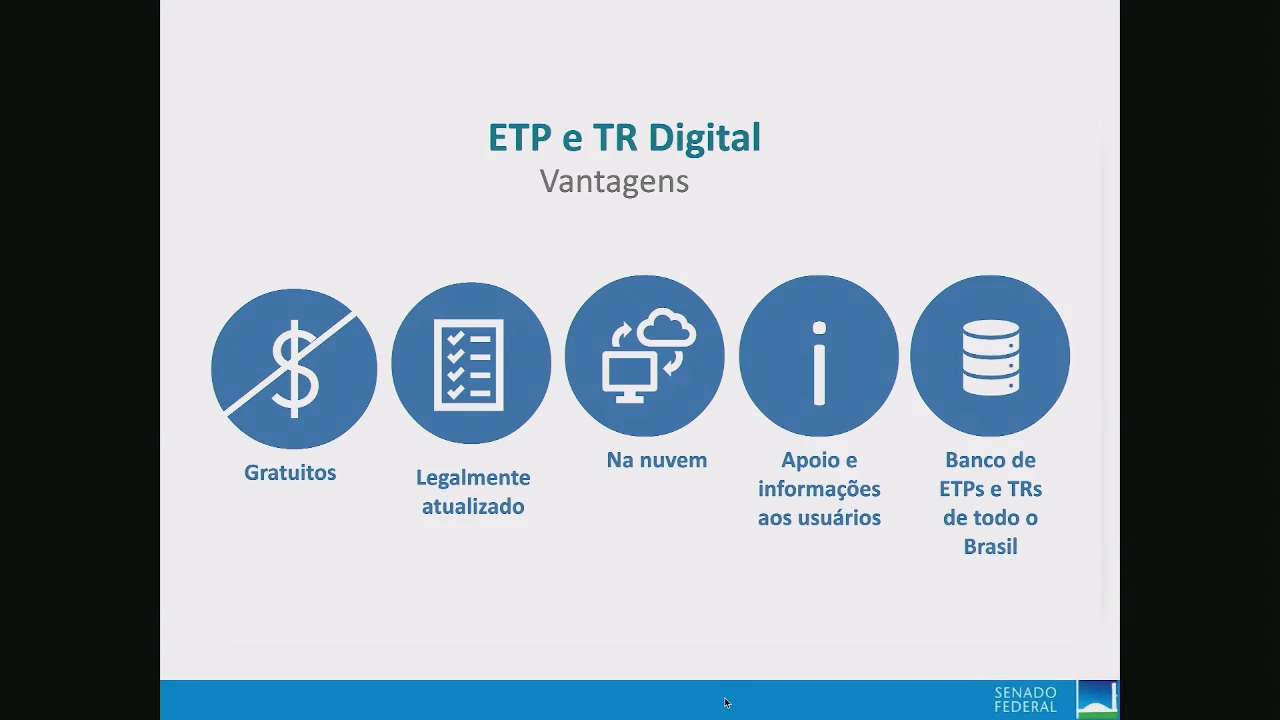 ETP e TR Digital
Vantagens
Gratuitos
Legalmente
atualizado
Na nuvem
Apoio e
informações
aos usuários
Banco de
ETPs e TRs
de todo o
Brasil
SENADO
FEDERAL